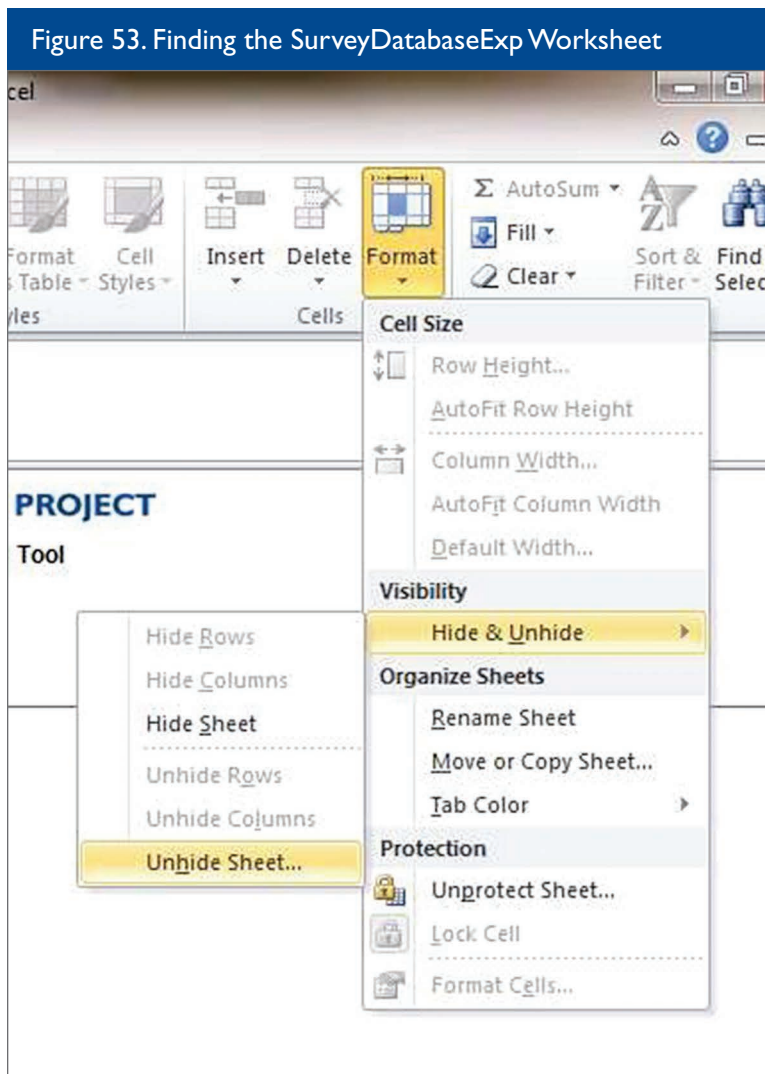 Figure 53. Finding the SurveyDatabaseExp Worksheet
cel
Σ AutoSum
Fill
Clear
Format
s Table
Cell
Styles
Insert
Delete
Format
Sort &
Filter
Find
Selec
yles
Cells
Cell Size
Row Height...
AutoFit Row Height
Column Width...
AutoFit Column Width
Default Width...
Visibility
Hide & Unhide
Organize Sheets
Rename Sheet
Move or Copy Sheet...
Tab Color
Protection
Unprotect Sheet...
Lock Cell
Format Cells...
PROJECT
Tool
Hide Rows
Hide Columns
Hide Sheet
Unhide Rows
Unhide Columns
Unhide Sheet...